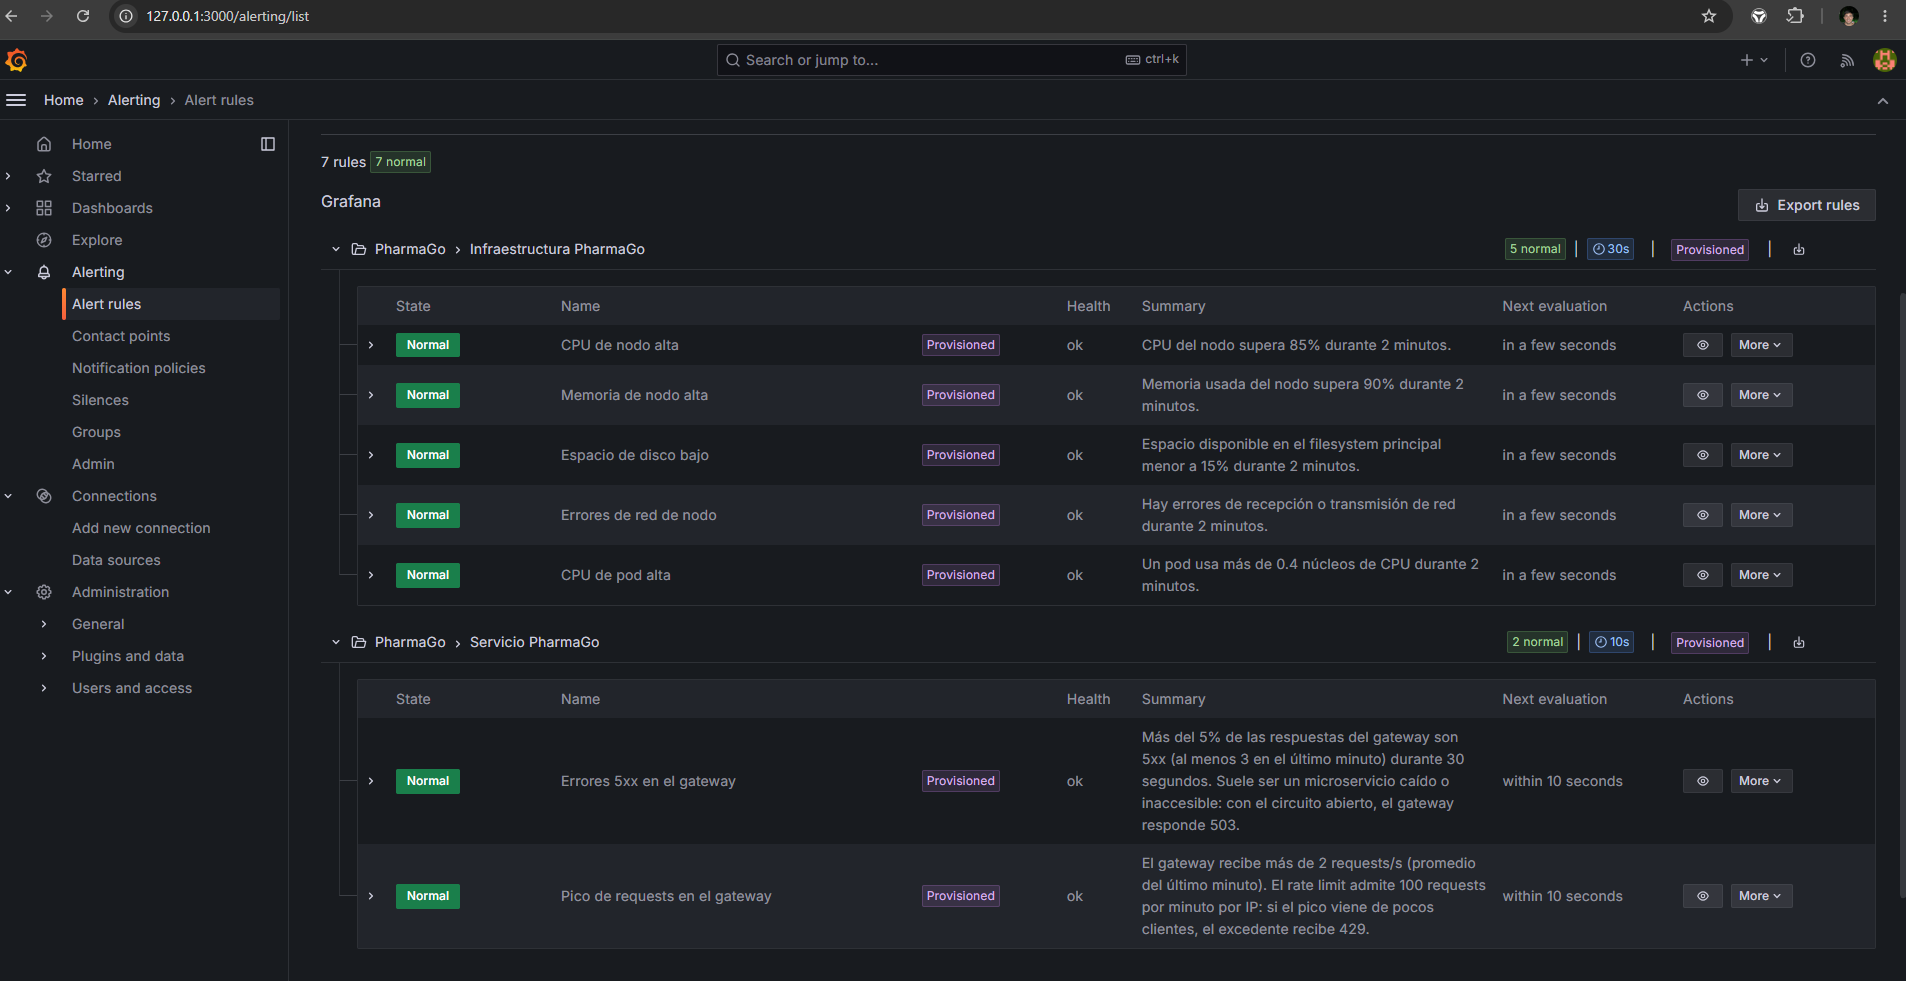 127.0.0.1:3000/alerting/list
Search or jump to...
ctrl+k
Home > Alerting > Alert rules
Home
Starred
Dashboards
Explore
Alerting
Alert rules
Contact points
Notification policies
Silences
Groups
Admin
Connections
Add new connection
Data sources
Administration
General
Plugins and data
Users and access
7 rules 7 normal
Grafana
Export rules
PharmaGo > Infraestructura PharmaGo
5 normal | 30s | Provisioned |
State Name Health Summary Next evaluation Actions
Normal CPU de nodo alta Provisioned ok CPU del nodo supera 85% durante 2 minutos. in a few seconds More
Normal Memoria de nodo alta Provisioned ok Memoria usada del nodo supera 90% durante 2
minutos. in a few seconds More
Normal Espacio de disco bajo Provisioned ok Espacio disponible en el filesystem principal
menor a 15% durante 2 minutos. in a few seconds More
Normal Errores de red de nodo Provisioned ok Hay errores de recepción o transmisión de red
durante 2 minutos. in a few seconds More
Normal CPU de pod alta Provisioned ok Un pod usa más de 0.4 núcleos de CPU durante 2
minutos. in a few seconds More
PharmaGo > Servicio PharmaGo
2 normal | 10s | Provisioned |
State Name Health Summary Next evaluation Actions
Normal Errores 5xx en el gateway Provisioned ok Más del 5% de las respuestas del gateway son
5xx (al menos 3 en el último minuto) durante 30
segundos. Suele ser un microservicio caído o
inaccesible: con el circuito abierto, el gateway
responde 503. within 10 seconds More
Normal Pico de requests en el gateway Provisioned ok El gateway recibe más de 2 requests/s (promedio
del último minuto). El rate limit admite 100 requests
por minuto por IP: si el pico viene de pocos
clientes, el excedente recibe 429. within 10 seconds More